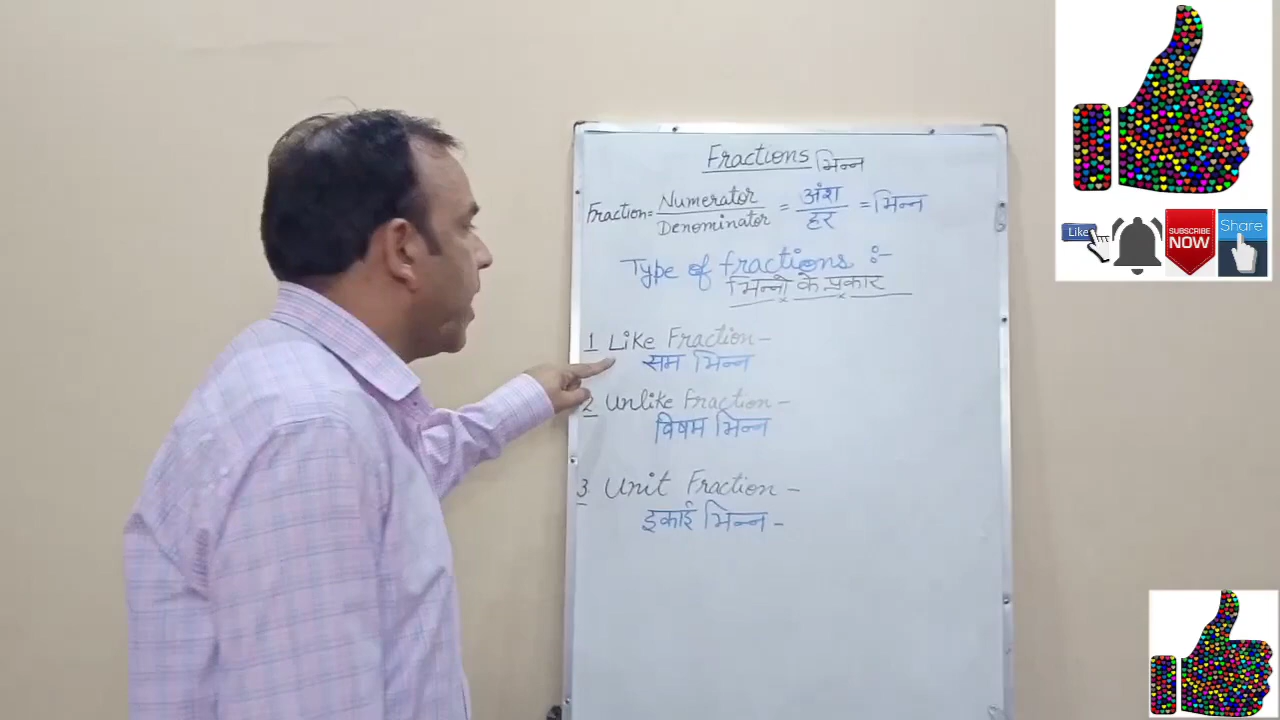 Fractions भिन्न
Fraction = Numerator / Denominator = अंश / हर = भिन्न
Type of fractions :-
भिन्नों के प्रकार
1 Like Fraction -
सम भिन्न
2 Unlike Fraction -
विषम भिन्न
3 Unit Fraction -
इकाई भिन्न -
Like
SUBSCRIBE
NOW
Share